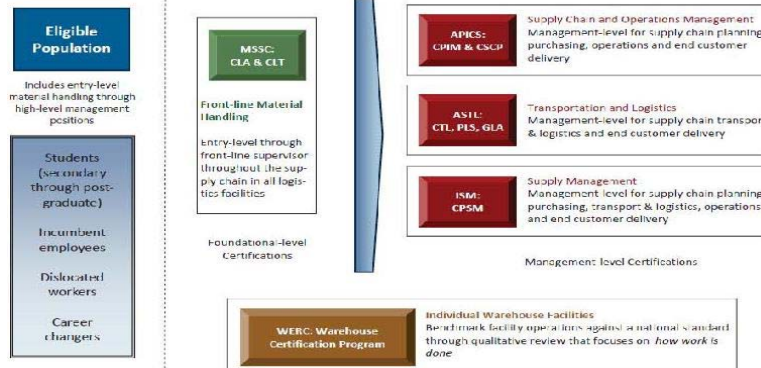 Eligible
Population
Includes entry-level
material handling through
high-level management
positions
Students
(secondary
through post-
graduate)
Incumbent
employees
Dislocated
workers
Career
changers
MSSC:
CLA & CLT
Front-line Material
Handling
Entry-level through
front-line supervisor
throughout the sup-
ply chain in all logis-
tics facilities
Foundational-level
Certifications
APICS:
CPIM & CSCP
Supply Chain and Operations Management
Management-level for supply chain planning
purchasing, operations and end customer
delivery
ASTL:
CTL, PLS, GLA
Transportation and Logistics
Management-level for supply chain transport
& logistics and end customer delivery
ISM:
CPSM
Supply Management
Management-level for supply chain planning
purchasing, transport & logistics, operations
and end customer delivery
Management-level Certifications
WERC: Warehouse
Certification Program
Individual Warehouse Facilities
Benchmark facility operations against a national standard
through qualitative review that focuses on how work is
done